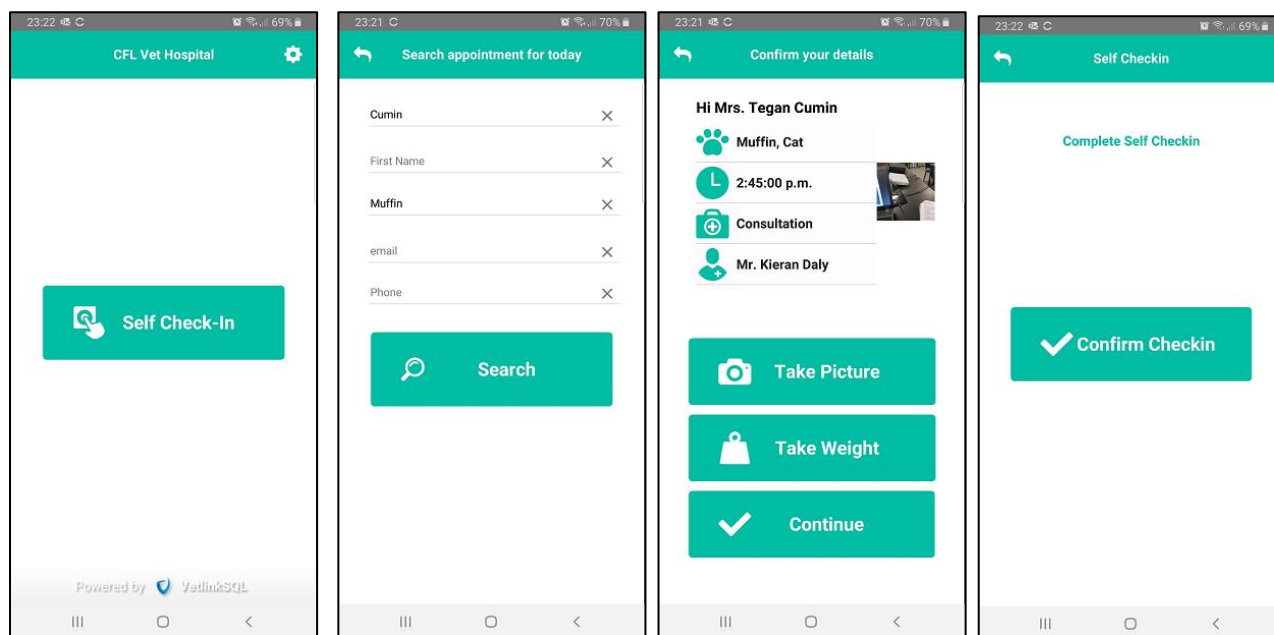 23:22
69%
CFL Vet Hospital
Self Check-In
Powered by VetlinkSQL
23:21
70%
Search appointment for today
Cumin
First Name
Muffin
email
Phone
Search
23:21
70%
Confirm your details
Hi Mrs. Tegan Cumin
Muffin, Cat
2:45:00 p.m.
Consultation
Mr. Kieran Daly
Take Picture
Take Weight
Continue
23:22
69%
Self Checkin
Complete Self Checkin
Confirm Checkin